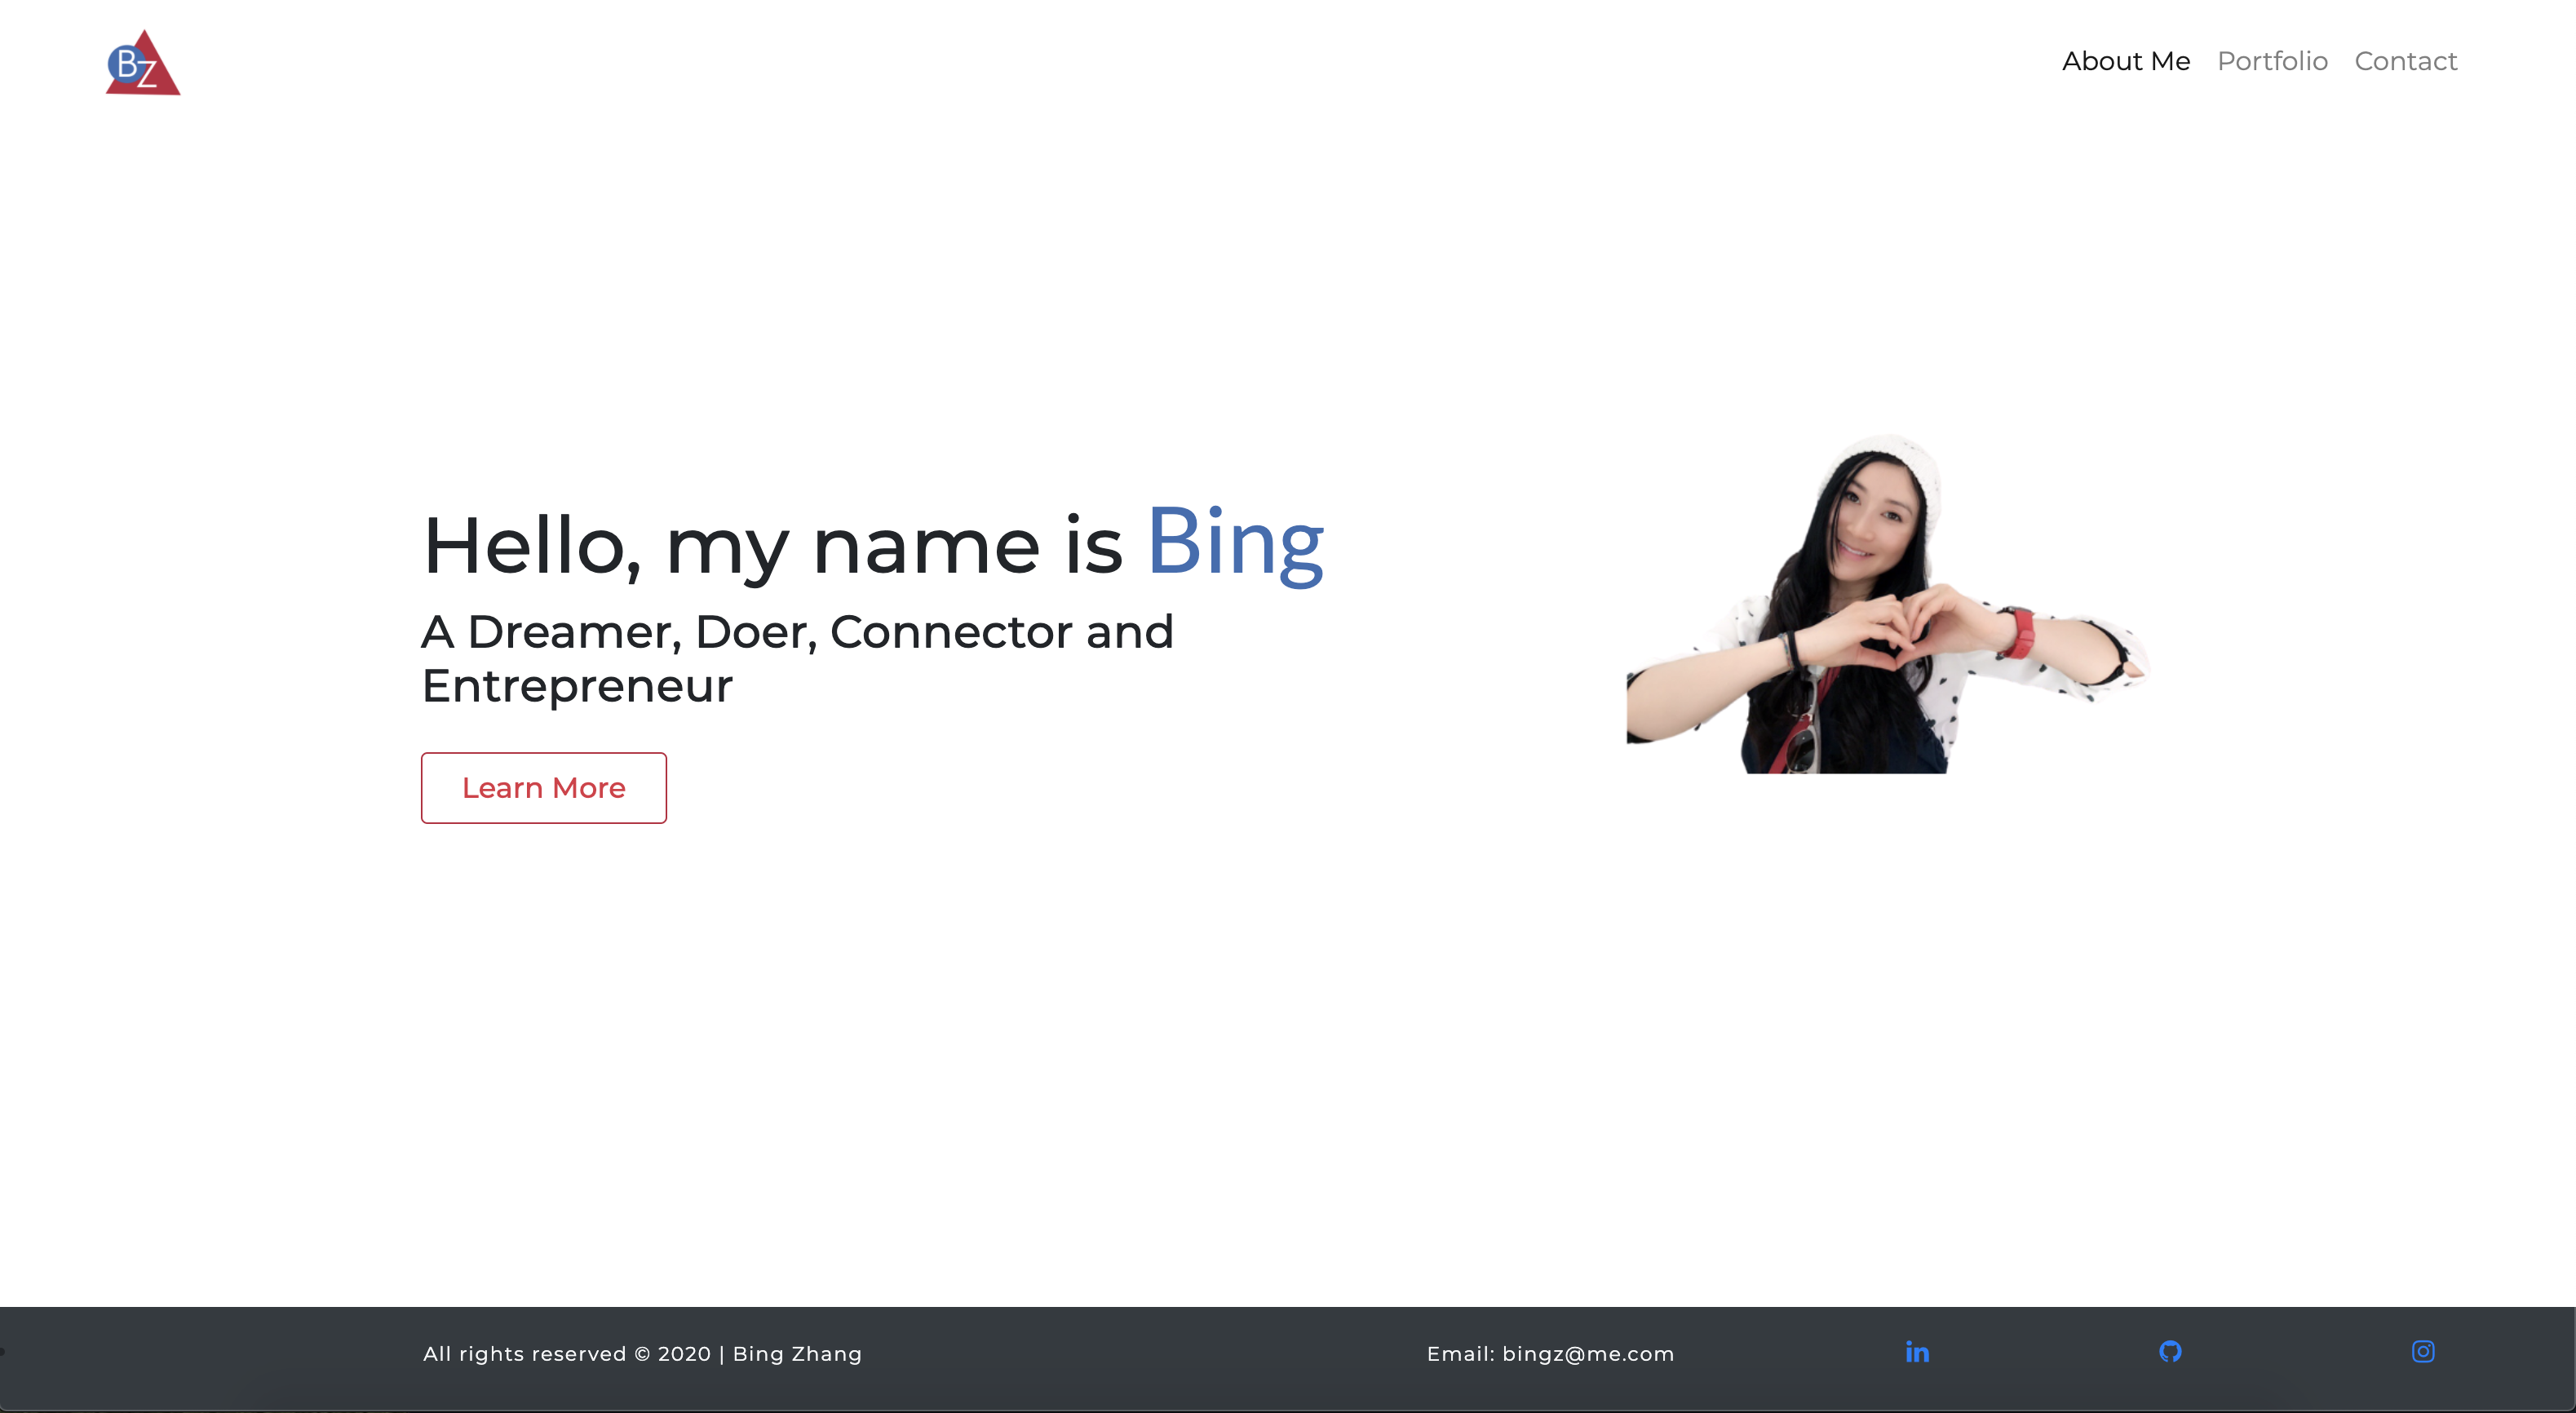 BZ
About Me Portfolio Contact
Hello, my name is Bing
A Dreamer, Doer, Connector and
Entrepreneur
Learn More
All rights reserved © 2020 | Bing Zhang Email: bingz@me.com